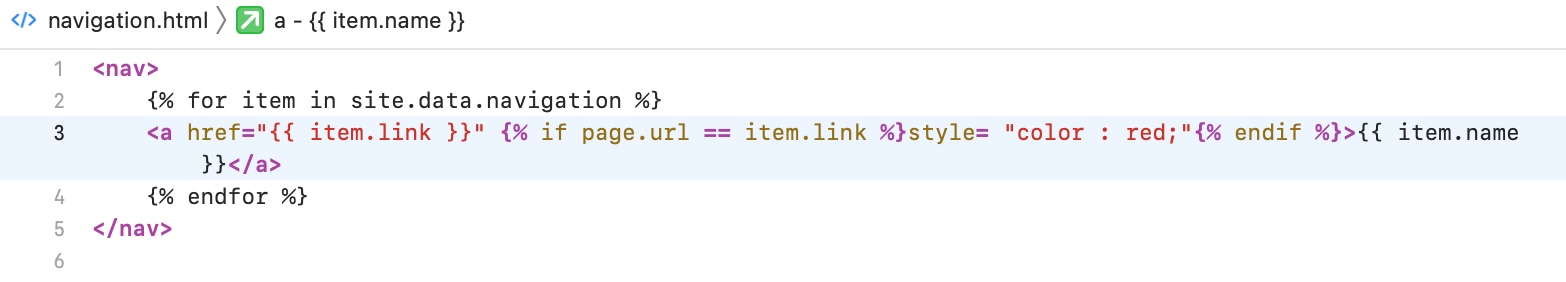 </> navigation.html 〉 a - {{ item.name }}
1 <nav>
2 {% for item in site.data.navigation %}
3 <a href="{{ item.link }}" {% if page.url == item.link %}style= "color : red;"{% endif %}>{{ item.name
}}</a>
4 {% endfor %}
5 </nav>
6